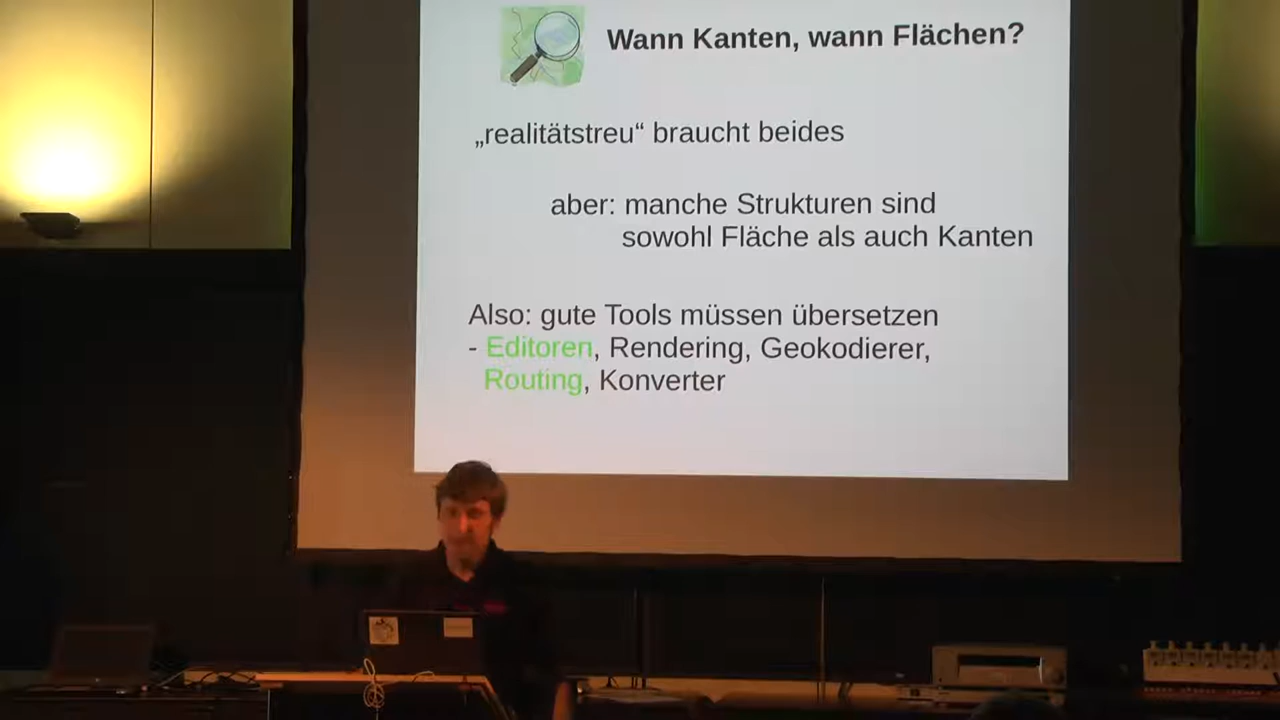 Wann Kanten, wann Flächen?
„realitätstreu“ braucht beides
aber: manche Strukturen sind
sowohl Fläche als auch Kanten
Also: gute Tools müssen übersetzen
- Editoren, Rendering, Geokodierer,
Routing, Konverter